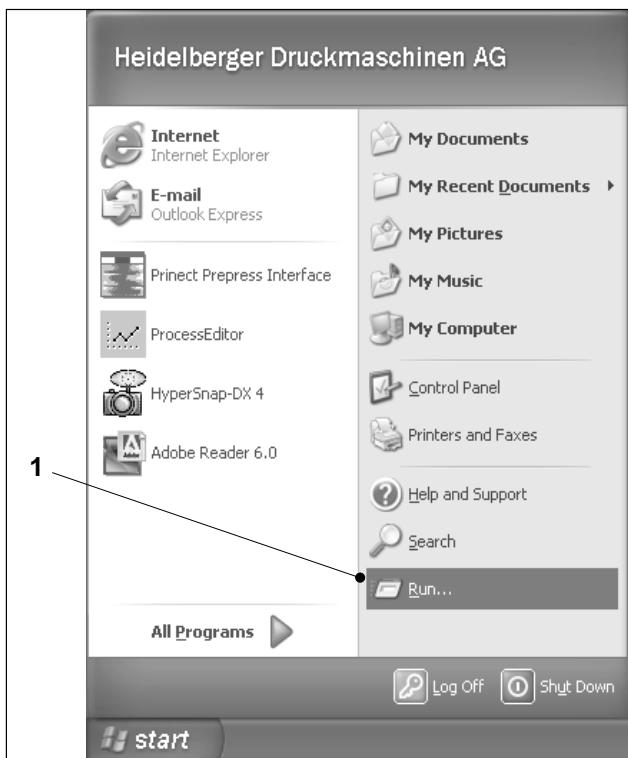 Heidelberger Druckmaschinen AG
Internet
Internet Explorer
E-mail
Outlook Express
Prinect Prepress Interface
ProcessEditor
HyperSnap-DX 4
Adobe Reader 6.0
1
All Programs
My Documents
My Recent Documents
My Pictures
My Music
My Computer
Control Panel
Printers and Faxes
Help and Support
Search
Run...
Log Off
Shut Down
start